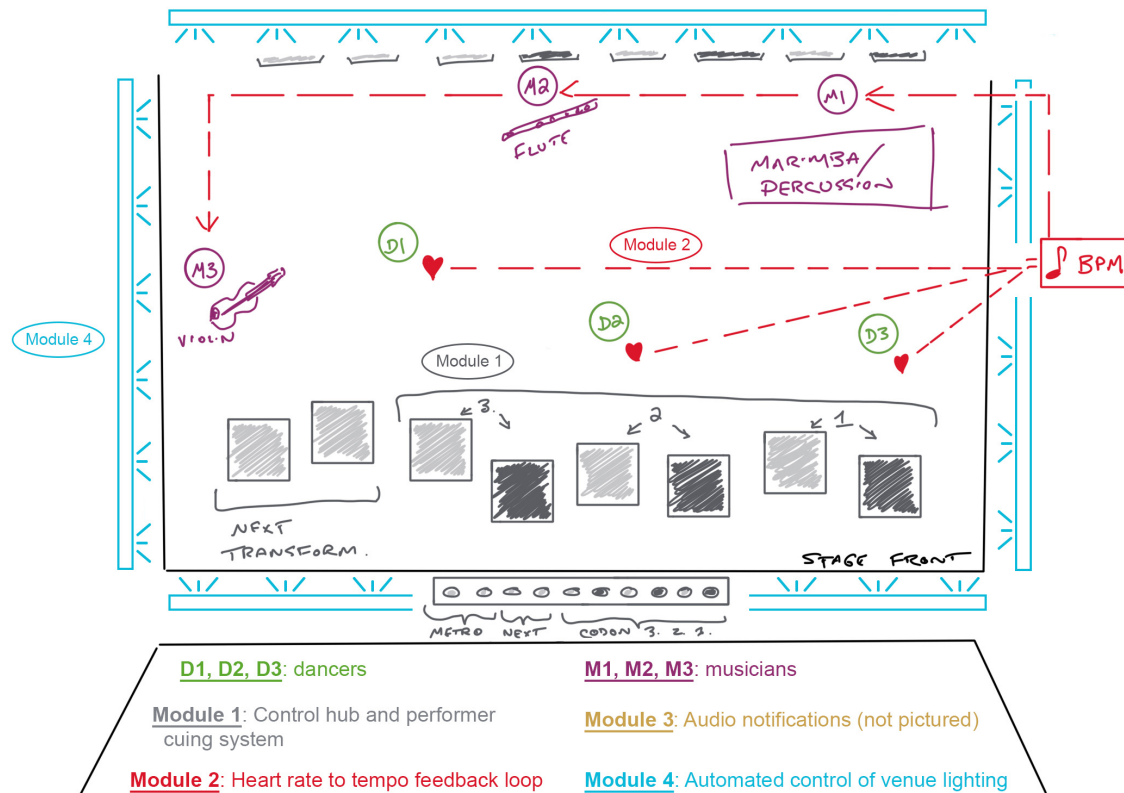 M2
M1
FLUTE
MARIMBA/
PERCUSSION
D1
Module 2
BPM
M3
VIOLIN
D2
D3
Module 4
Module 1
3.
2
1
NEXT
TRANSFORM.
STAGE FRONT
METRO NEXT CODON 3. 2. 1.
D1, D2, D3: dancers
M1, M2, M3: musicians
Module 1: Control hub and performer
cuing system
Module 3: Audio notifications (not pictured)
Module 2: Heart rate to tempo feedback loop
Module 4: Automated control of venue lighting